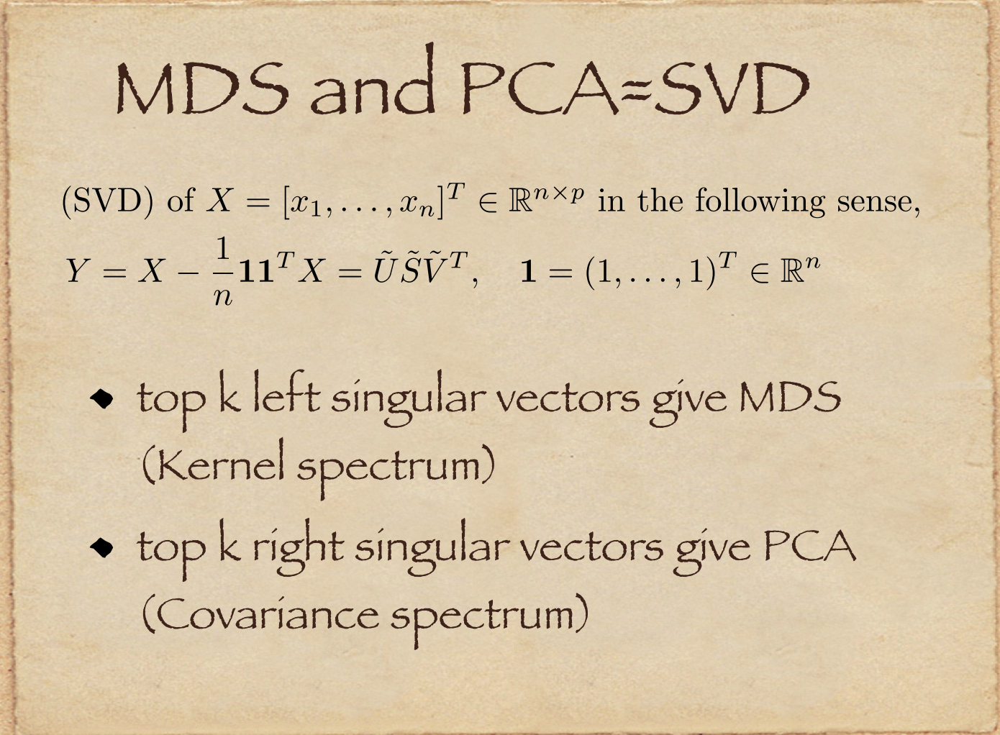 MDS and PCA=SVD
(SVD) of $X = [x_1, \ldots, x_n]^T \in \mathbb{R}^{n \times p}$ in the following sense,
$Y = X - \frac{1}{n}\mathbf{1}\mathbf{1}^T X = \tilde{U}\tilde{S}\tilde{V}^T, \quad \mathbf{1} = (1, \ldots, 1)^T \in \mathbb{R}^n$
◆ top k left singular vectors give MDS
(Kernel spectrum)
◆ top k right singular vectors give PCA
(Covariance spectrum)